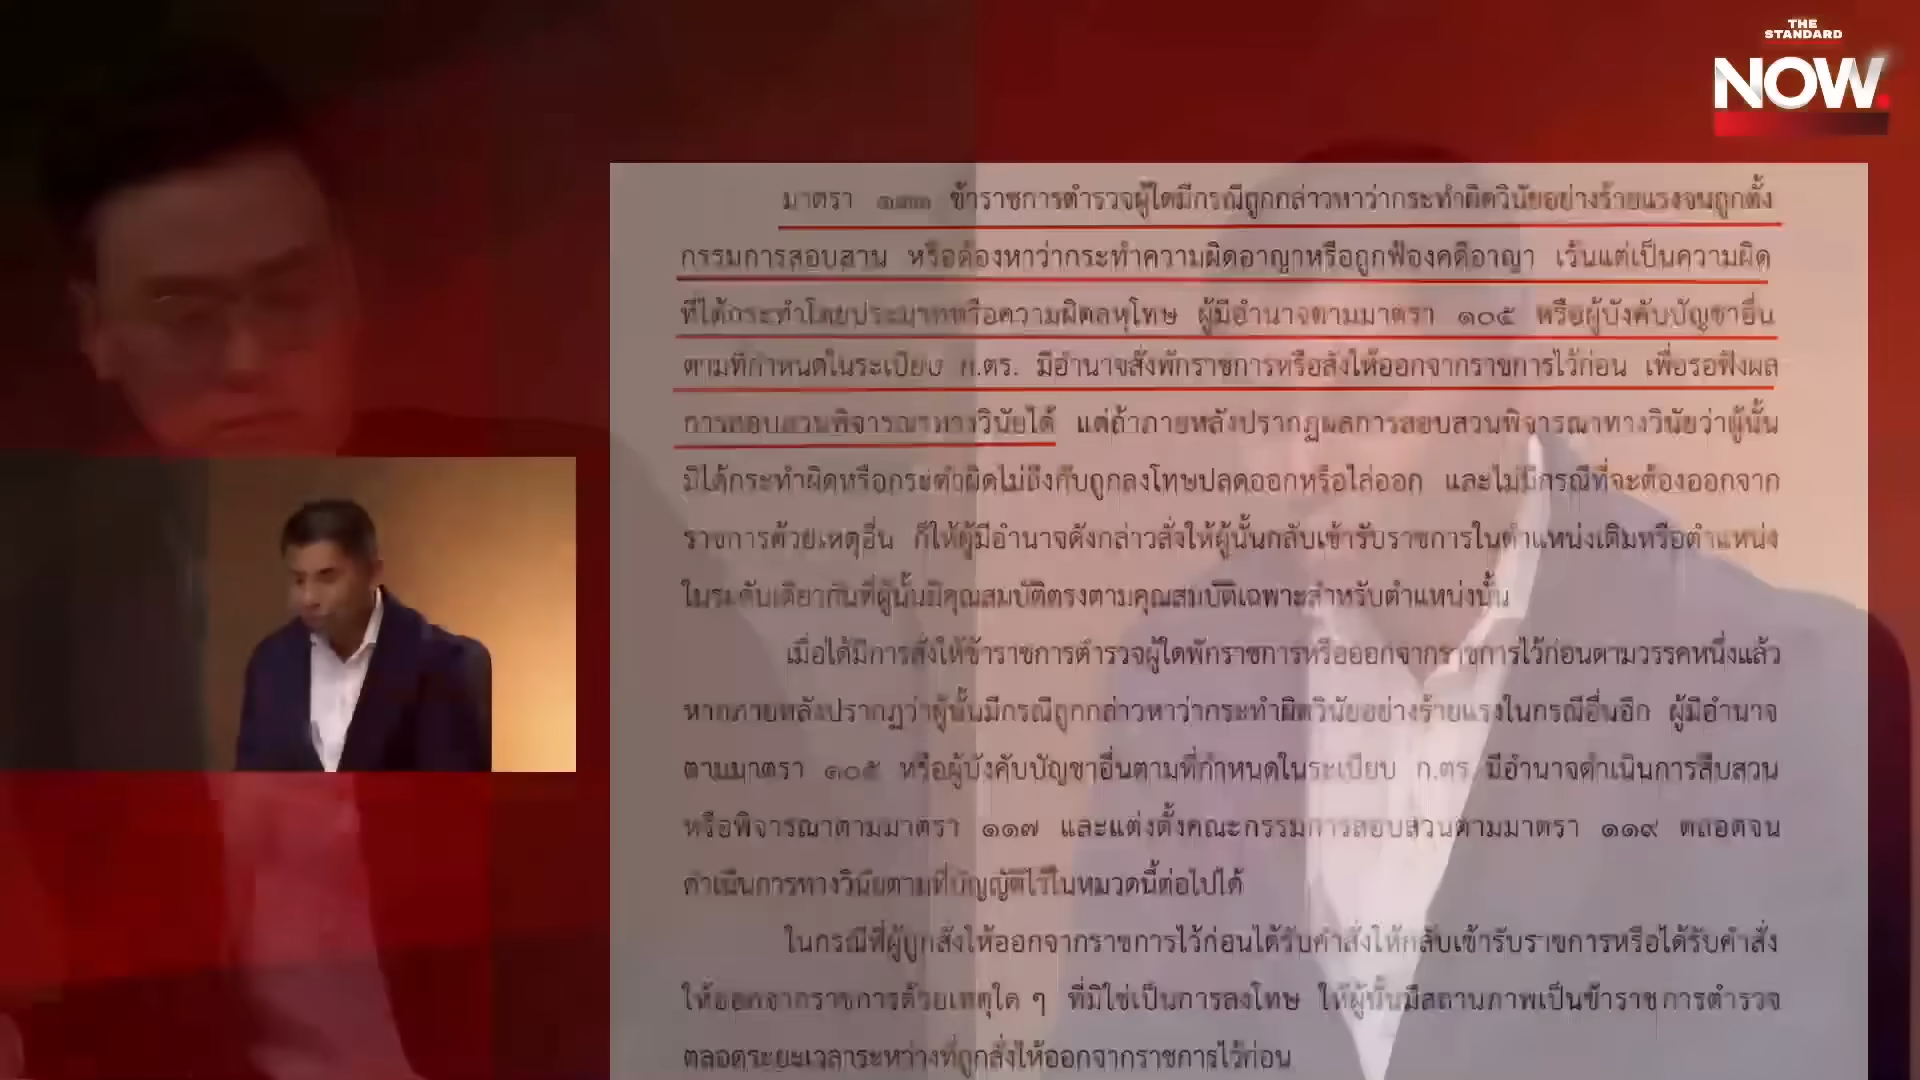 THE
STANDARD
NOW.
มาตรา ๑๓๑ ข้าราชการตำรวจผู้ใดมีกรณีถูกกล่าวหาว่ากระทำผิดวินัยอย่างร้ายแรงจนถูกตั้ง
กรรมการสอบสวน หรือต้องหาว่ากระทำความผิดอาญาหรือถูกฟ้องคดีอาญา เว้นแต่เป็นความผิด
ที่ได้กระทำโดยประมาทหรือความผิดลหุโทษ ผู้มีอำนาจตามมาตรา ๑๐๕ หรือผู้บังคับบัญชาอื่น
ตามที่กำหนดในระเบียบ ก.ตร. มีอำนาจสั่งพักราชการหรือสั่งให้ออกจากราชการไว้ก่อน เพื่อรอฟังผล
การสอบสวนพิจารณาทางวินัยได้ แต่ถ้าภายหลังปรากฏผลการสอบสวนพิจารณาทางวินัยว่าผู้นั้น
มิได้กระทำผิดหรือกระทำผิดไม่ถึงกับถูกลงโทษปลดออกหรือไล่ออก และไม่มีกรณีที่จะต้องออกจาก
ราชการด้วยเหตุอื่น ก็ให้ผู้มีอำนาจดังกล่าวสั่งให้ผู้นั้นกลับเข้ารับราชการในตำแหน่งเดิมหรือตำแหน่ง
ในระดับเดียวกันที่ผู้นั้นมีคุณสมบัติตรงตามคุณสมบัติเฉพาะสำหรับตำแหน่งนั้น
เมื่อได้มีการสั่งให้ข้าราชการตำรวจผู้ใดพักราชการหรือออกจากราชการไว้ก่อนตามวรรคหนึ่งแล้ว
หากภายหลังปรากฏว่าผู้นั้นมีกรณีถูกกล่าวหาว่ากระทำผิดวินัยอย่างร้ายแรงในกรณีอื่นอีก ผู้มีอำนาจ
ตามมาตรา ๑๐๕ หรือผู้บังคับบัญชาอื่นตามที่กำหนดในระเบียบ ก.ตร. มีอำนาจดำเนินการสืบสวน
หรือพิจารณาตามมาตรา ๑๑๗ และแต่งตั้งคณะกรรมการสอบสวนตามมาตรา ๑๑๙ ตลอดจน
ดำเนินการทางวินัยตามที่บัญญัติไว้ในหมวดนี้ต่อไปได้
ในกรณีที่ผู้ถูกสั่งให้ออกจากราชการไว้ก่อนได้รับคำสั่งให้กลับเข้ารับราชการหรือได้รับคำสั่ง
ให้ออกจากราชการด้วยเหตุใด ๆ ที่มิใช่เป็นการลงโทษ ให้ผู้นั้นมีสถานภาพเป็นข้าราชการตำรวจ
ตลอดระยะเวลาระหว่างที่ถูกสั่งให้ออกจากราชการไว้ก่อน